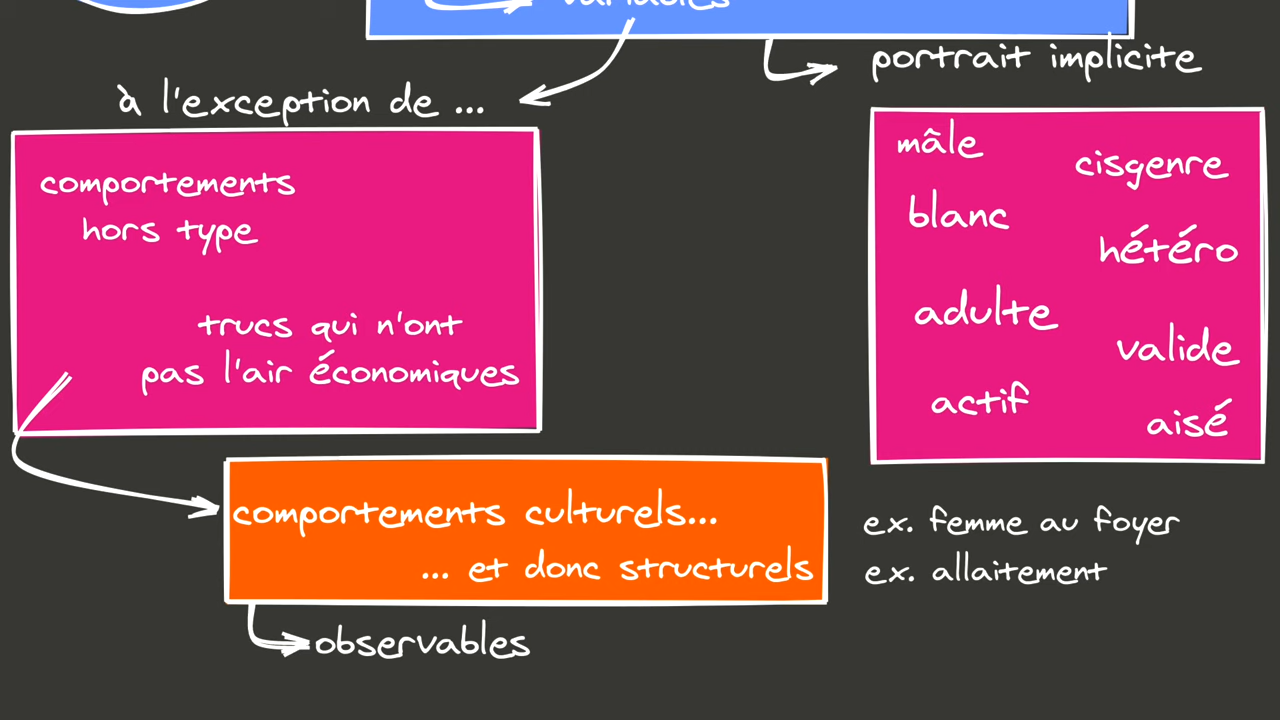 variables
portrait implicite
à l'exception de ...
comportements
hors type
trucs qui n'ont
pas l'air économiques
mâle
cisgenre
blanc
hétéro
adulte
valide
actif
aisé
comportements culturels...
... et donc structurels
ex. femme au foyer
ex. allaitement
observables